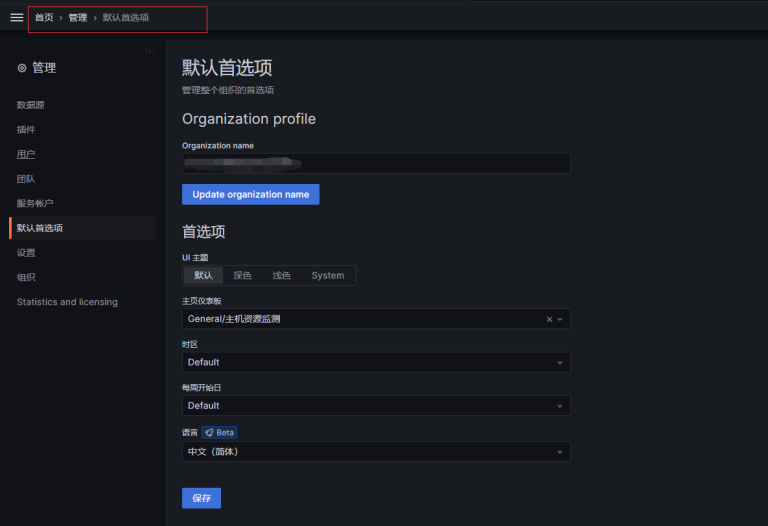 首页 › 管理 › 默认首选项
管理
数据源
插件
用户
团队
服务帐户
默认首选项
设置
组织
Statistics and licensing
默认首选项
管理整个组织的首选项
Organization profile
Organization name
Update organization name
首选项
UI 主题
默认 深色 浅色 System
主页仪表板
General/主机资源监测
时区
Default
每周开始日
Default
语言 Beta
中文（简体）
保存